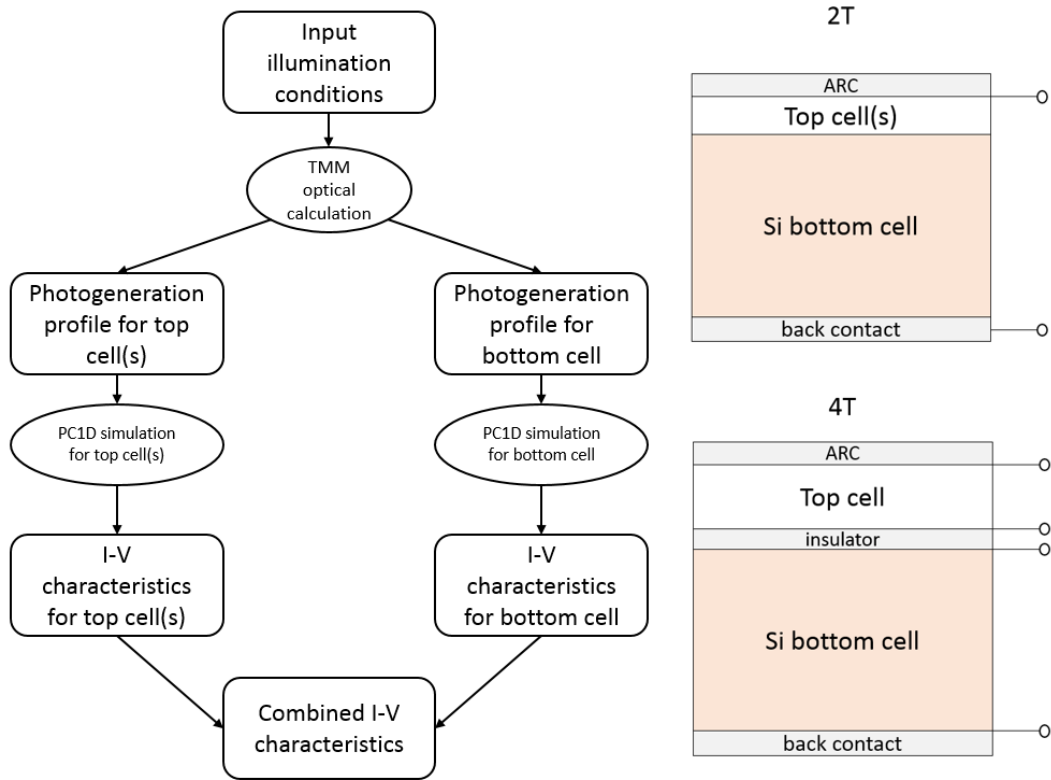 Input
illumination
conditions
TMM
optical
calculation
Photogeneration
profile for top
cell(s)
Photogeneration
profile for
bottom cell
PC1D simulation
for top cell(s)
PC1D simulation
for bottom cell
I-V
characteristics
for top cell(s)
I-V
characteristics
for bottom cell
Combined I-V
characteristics
2T
ARC
Top cell(s)
Si bottom cell
back contact
4T
ARC
Top cell
insulator
Si bottom cell
back contact